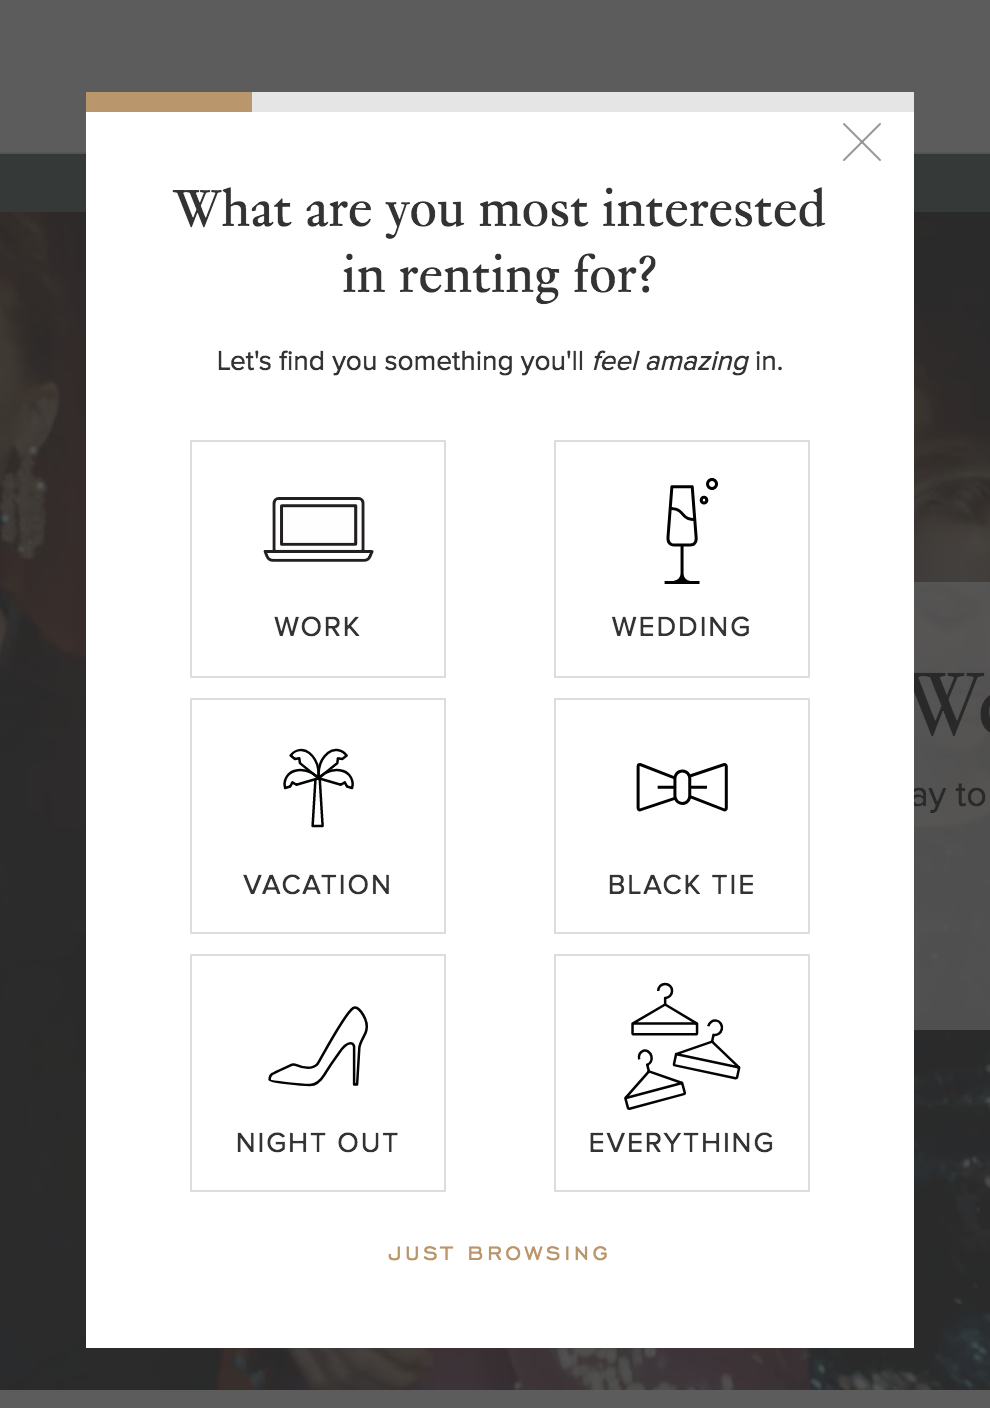 What are you most interested
in renting for?
Let's find you something you'll feel amazing in.
WORK
WEDDING
VACATION
BLACK TIE
NIGHT OUT
EVERYTHING
JUST BROWSING
ay to